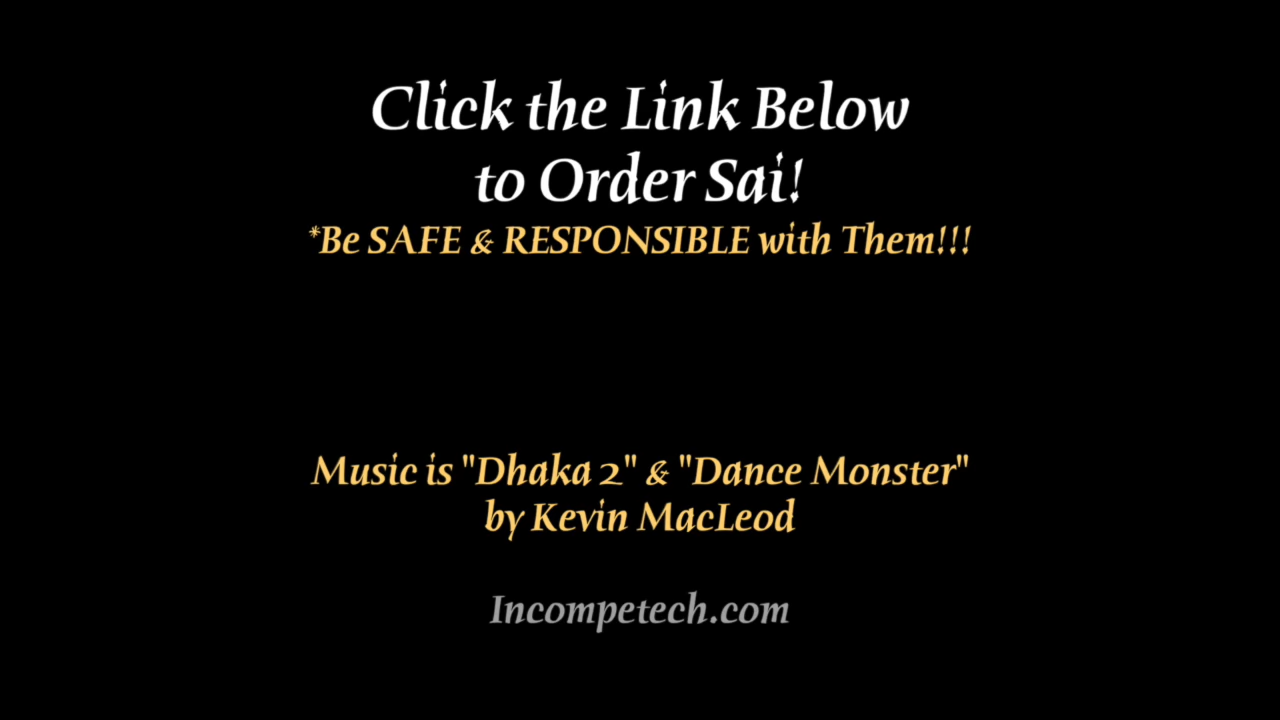 Click the Link Below
to Order Sai!
*Be SAFE & RESPONSIBLE with Them!!!
Music is "Dhaka 2" & "Dance Monster"
by Kevin MacLeod
Incompetech.com